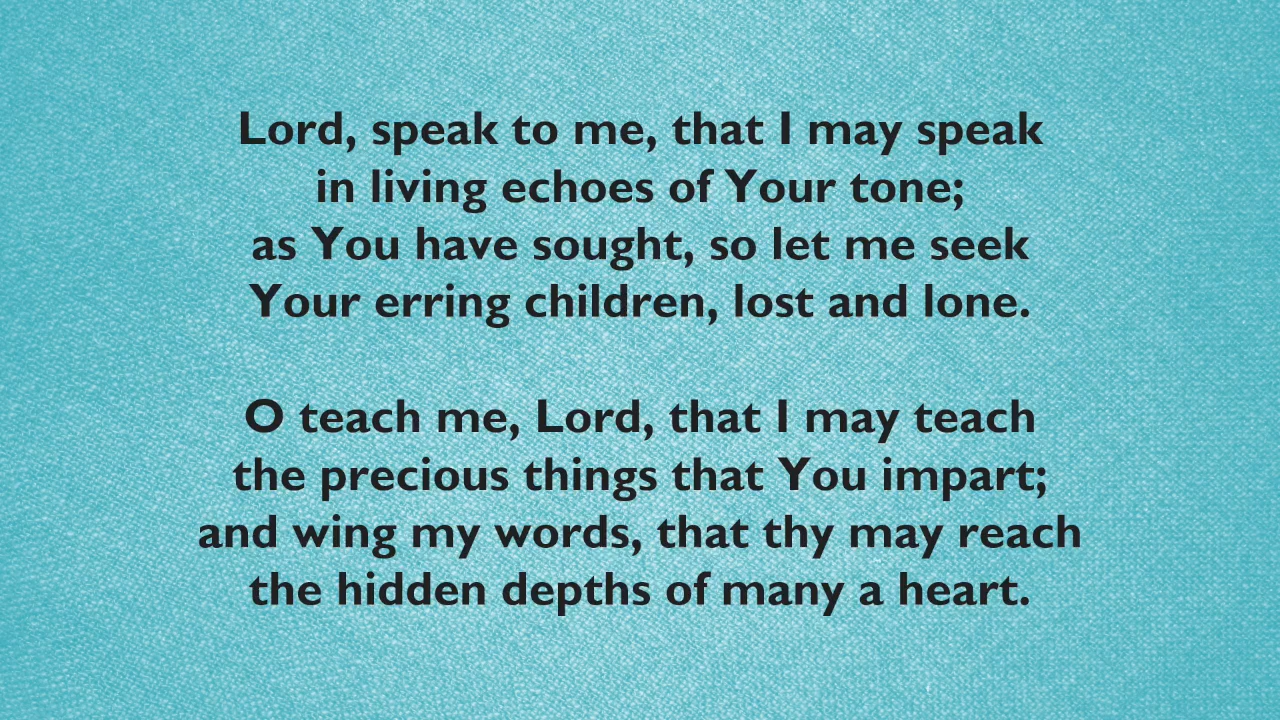 Lord, speak to me, that I may speak
in living echoes of Your tone;
as You have sought, so let me seek
Your erring children, lost and lone.
O teach me, Lord, that I may teach
the precious things that You impart;
and wing my words, that thy may reach
the hidden depths of many a heart.